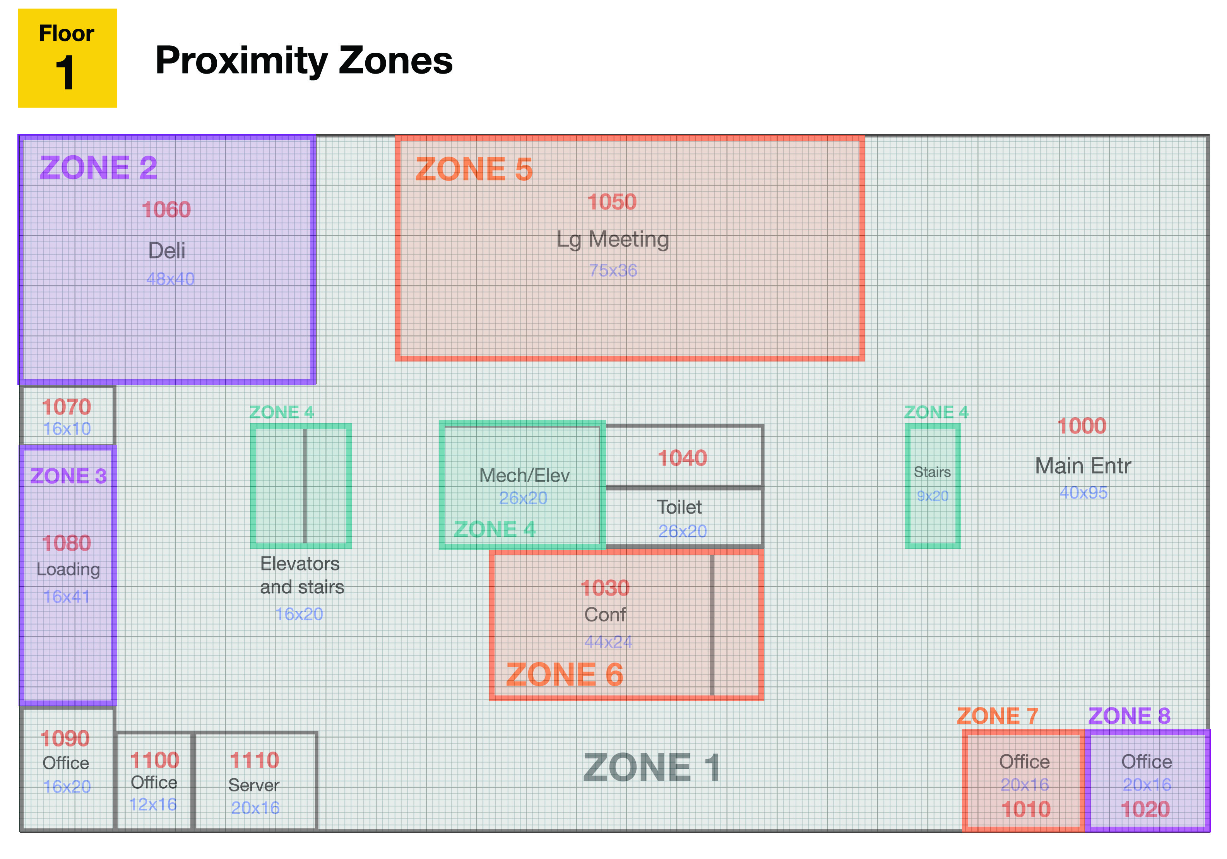 Floor
1
Proximity Zones
ZONE 2
1060
Deli
48x40
ZONE 5
1050
Lg Meeting
75x36
1070
16x10
ZONE 3
1080
Loading
16x41
ZONE 4
Elevators
and stairs
16x20
Mech/Elev
26x20
ZONE 4
1040
Toilet
26x20
ZONE 4
Stairs
9x20
1000
Main Entr
40x95
1030
Conf
44x24
ZONE 6
1090
Office
16x20
1100
Office
12x16
1110
Server
20x16
ZONE 1
ZONE 7
Office
20x16
1010
ZONE 8
Office
20x16
1020